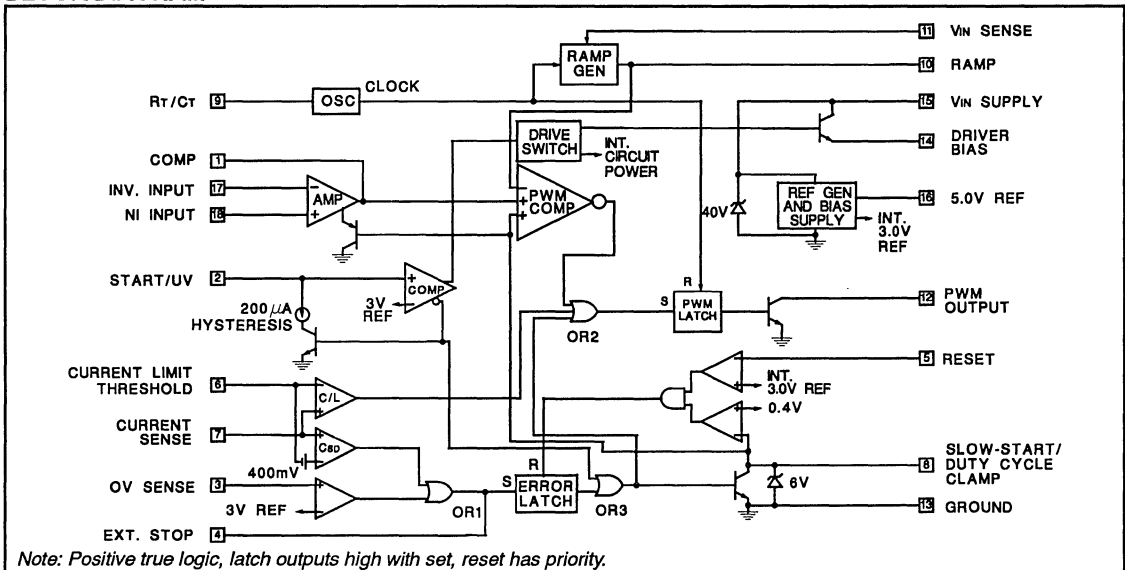 11 VIN SENSE
RAMP GEN
10 RAMP
CLOCK
RT/CT 9
OSC
15 VIN SUPPLY
DRIVE SWITCH
INT. CIRCUIT POWER
14 DRIVER BIAS
COMP 1
INV. INPUT 17
NI INPUT 18
- AMP +
PWM COMP
- + +
40V
REF GEN AND BIAS SUPPLY
16 5.0V REF
INT. 3.0V REF
START/UV 2
+ COMP
3V REF
200μA HYSTERESIS
R
S PWM LATCH
12 PWM OUTPUT
OR2
5 RESET
-
+ INT. 3.0V REF
CURRENT LIMIT THRESHOLD 6
- C/L +
+ 0.4V
-
CURRENT SENSE 7
+ CSD
400mV
R
S ERROR LATCH
8 SLOW-START/ DUTY CYCLE CLAMP
6V
OV SENSE 3
+
3V REF
OR1
OR3
13 GROUND
EXT. STOP 4
Note: Positive true logic, latch outputs high with set, reset has priority.